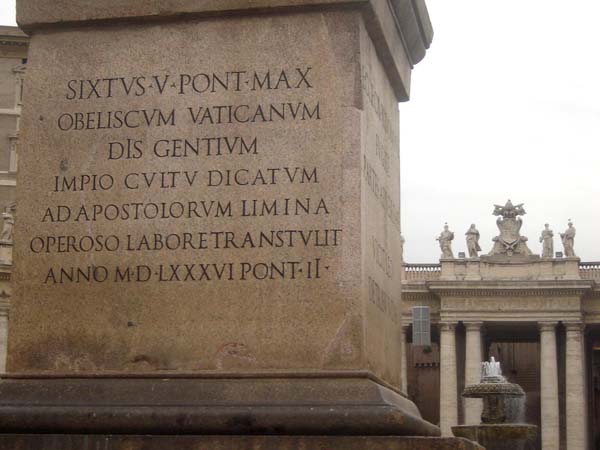 SIXTVS·V·PONT·MAX
OBELISCVM VATICANVM
DIS GENTIVM
IMPIO CVLTV DICATVM
AD APOSTOLORVM LIMINA
OPEROSO LABORE TRANSTVLIT
ANNO M·D·LXXXVI PONT·II·